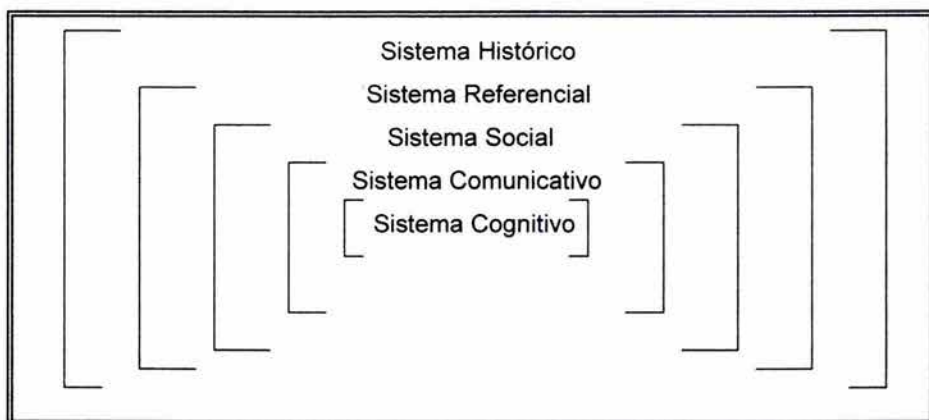 Sistema Histórico
Sistema Referencial
Sistema Social
Sistema Comunicativo
Sistema Cognitivo